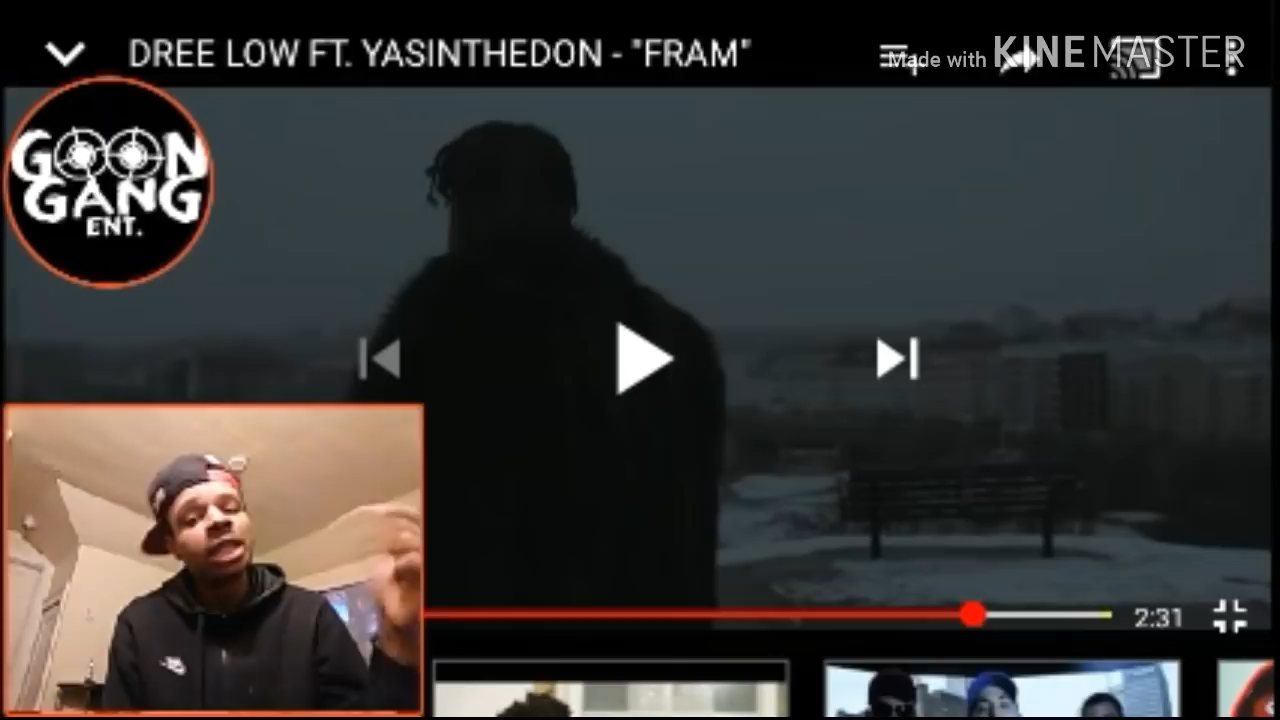 DREE LOW FT. YASINTHEDON - "FRAM"
Made with KINEMASTER
GOON
GANG
ENT.
2:31